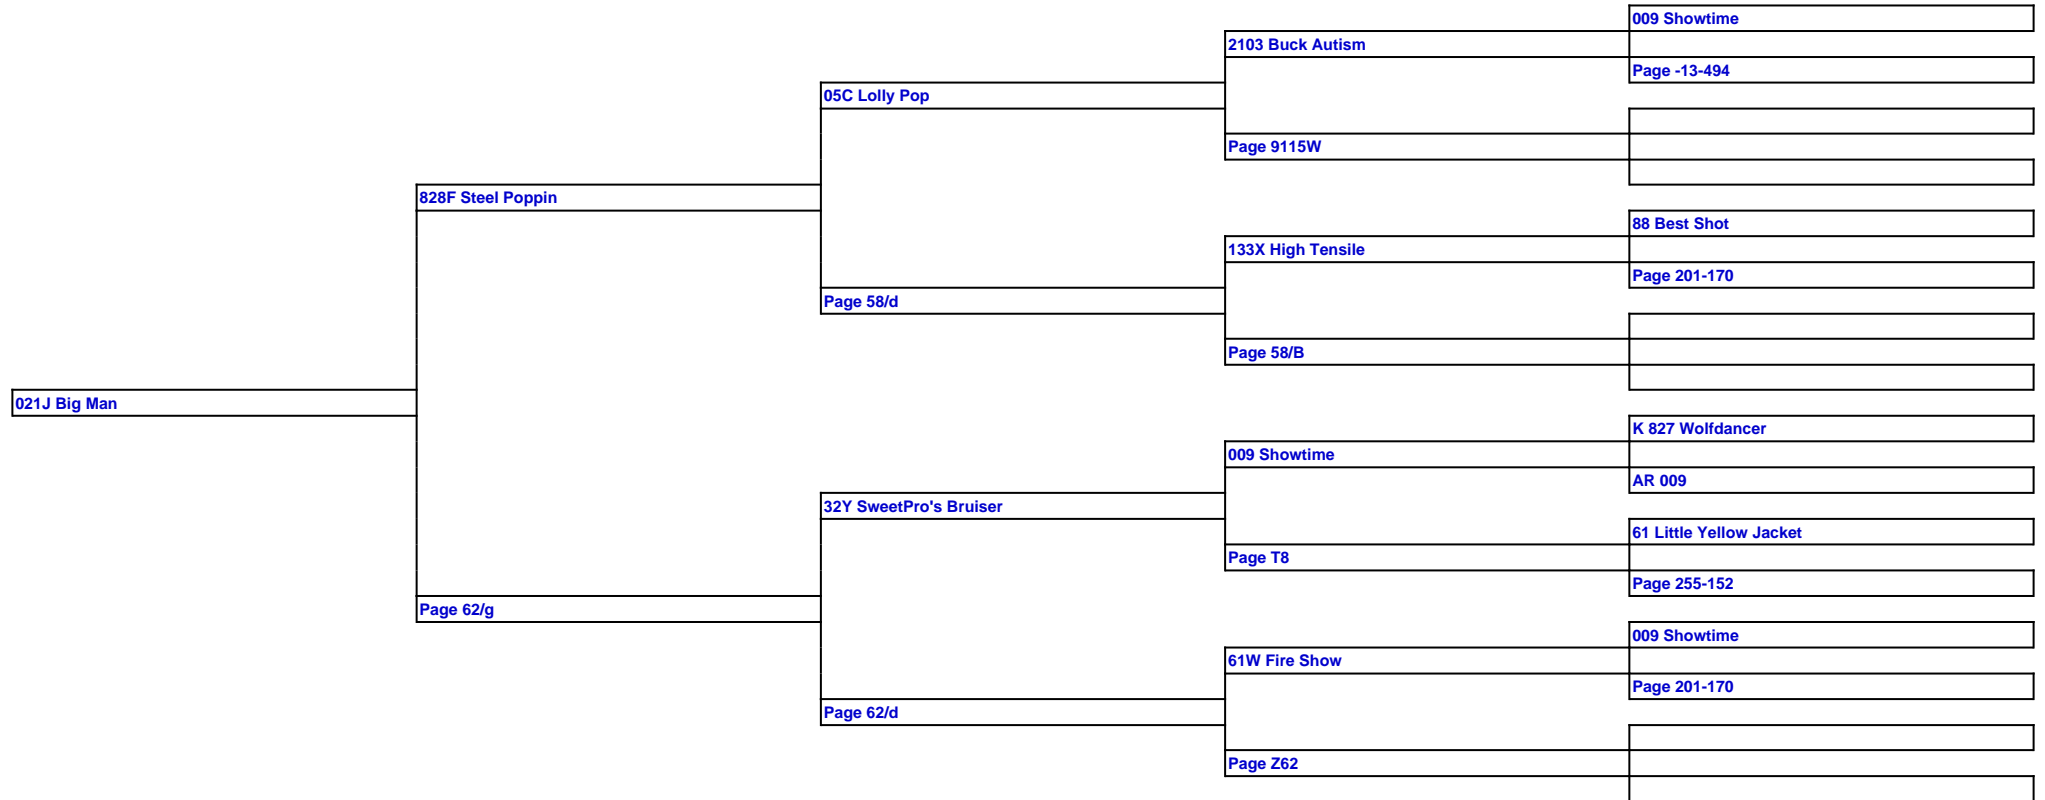 009 Showtime
2103 Buck Autism
Page -13-494
05C Lolly Pop
Page 9115W
828F Steel Poppin
88 Best Shot
133X High Tensile
Page 201-170
Page 58/d
Page 58/B
021J Big Man
K 827 Wolfdancer
009 Showtime
AR 009
32Y SweetPro's Bruiser
61 Little Yellow Jacket
Page T8
Page 255-152
Page 62/g
009 Showtime
61W Fire Show
Page 201-170
Page 62/d
Page Z62